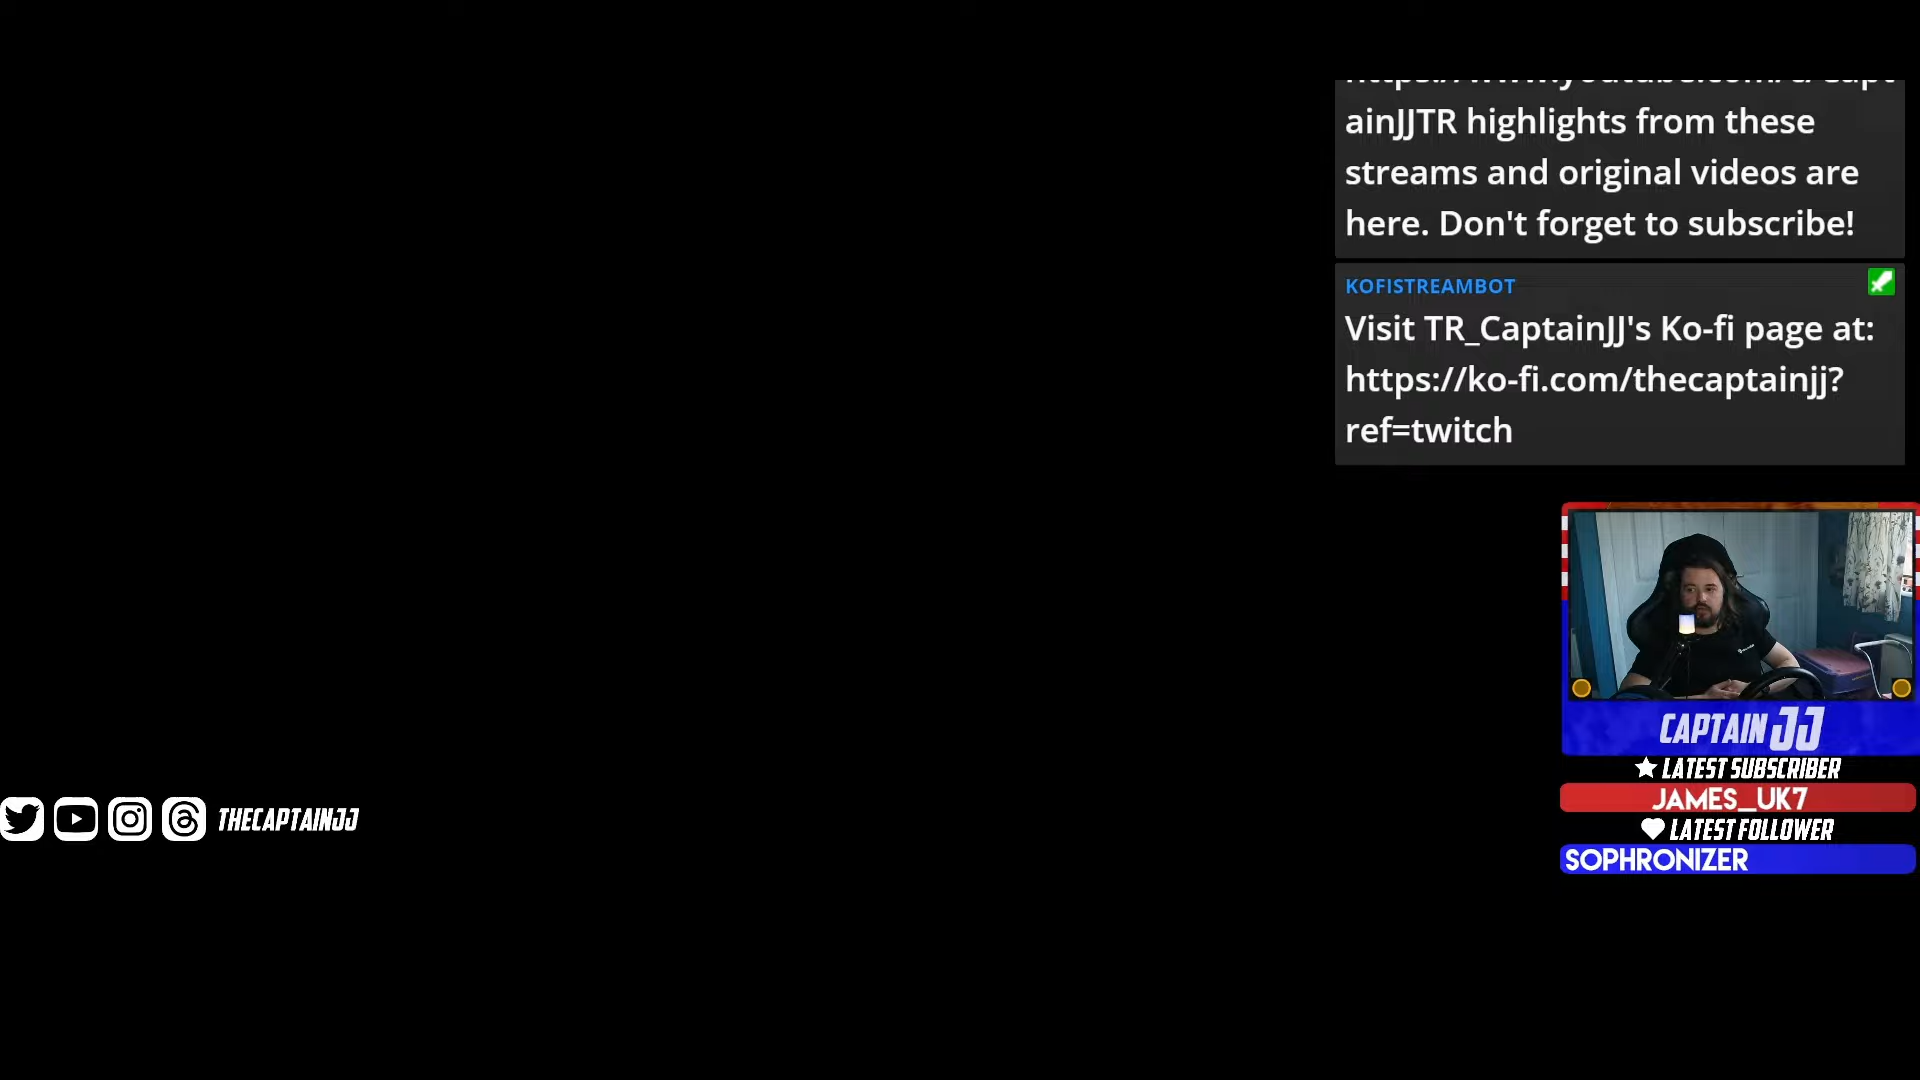 ainJJTR highlights from these
streams and original videos are
here. Don't forget to subscribe!
KOFISTREAMBOT
Visit TR_CaptainJJ's Ko-fi page at:
https://ko-fi.com/thecaptainjj?
ref=twitch
CAPTAIN JJ
LATEST SUBSCRIBER
JAMES_UK7
LATEST FOLLOWER
SOPHRONIZER
THECAPTAINJJ